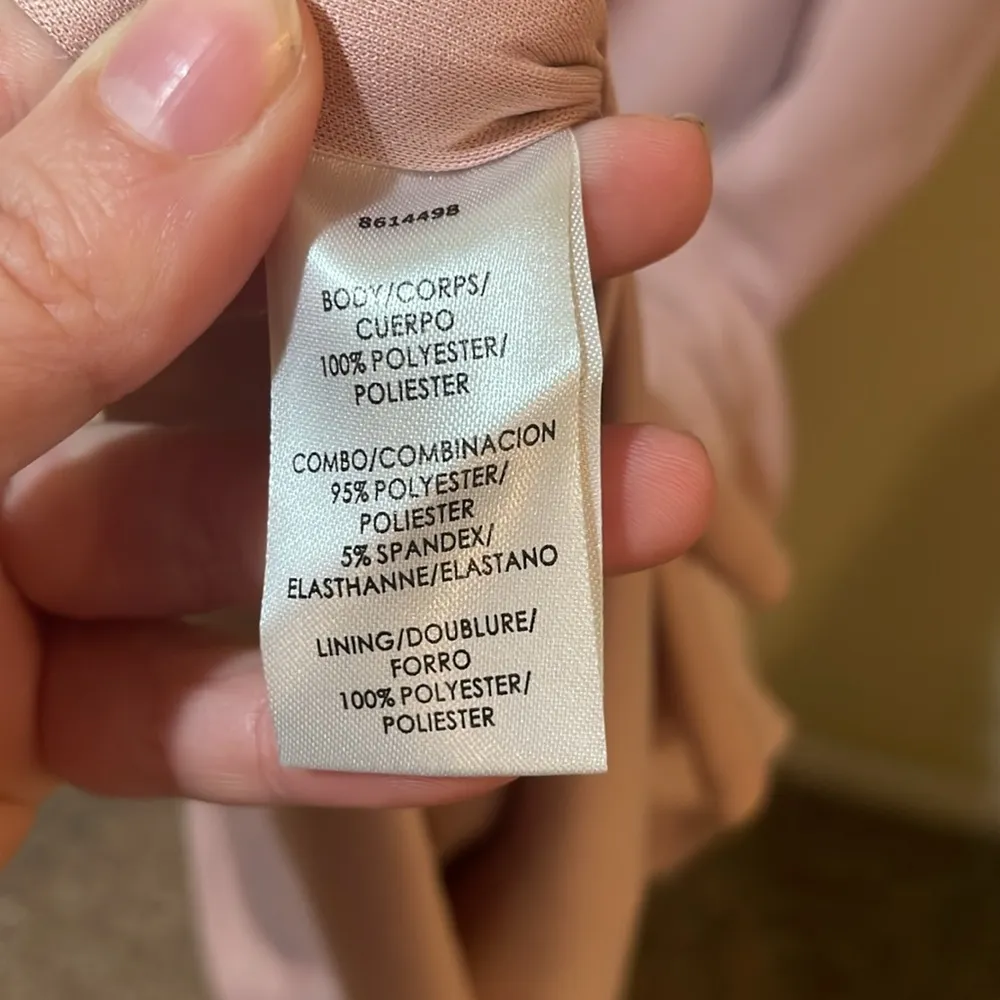 8614498
BODY/CORPS/
CUERPO
100% POLYESTER/
POLIESTER
COMBO/COMBINACION
95% POLYESTER/
POLIESTER
5% SPANDEX/
ELASTHANNE/ELASTANO
LINING/DOUBLURE/
FORRO
100% POLYESTER/
POLIESTER